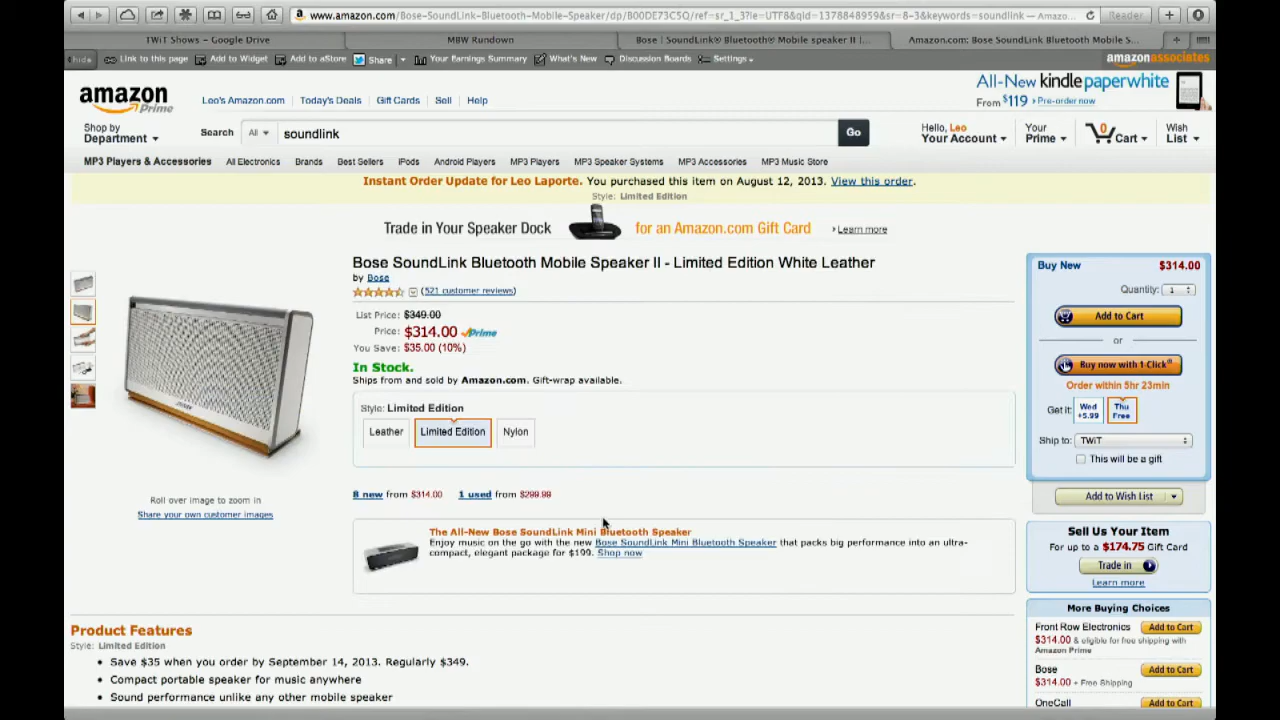 www.amazon.com/Bose-SoundLink-Bluetooth-Mobile-Speaker/dp/B00DE73C5Q/ref=sr_1_3?ie=UTF8&qid=1378848959&sr=8-3&keywords=soundlink — Amazo... Reader
TWiT Shows – Google Drive MBW Rundown Bose | SoundLink® Bluetooth® Mobile speaker II |... Amazon.com: Bose SoundLink Bluetooth Mobile S...
hide Link to this page Add to Widget Add to aStore Share Your Earnings Summary What's New Discussion Boards Settings amazonassociates
All-New kindle paperwhite
From $119 Pre-order now
amazon Prime
Leo's Amazon.com Today's Deals Gift Cards Sell Help
Shop by Department Search All soundlink Go
Hello, Leo Your Account Your Prime 0 Cart Wish List
MP3 Players & Accessories All Electronics Brands Best Sellers iPods Android Players MP3 Players MP3 Speaker Systems MP3 Accessories MP3 Music Store
Instant Order Update for Leo Laporte. You purchased this item on August 12, 2013. View this order.
Style: Limited Edition
Trade in Your Speaker Dock for an Amazon.com Gift Card Learn more
Bose SoundLink Bluetooth Mobile Speaker II - Limited Edition White Leather
by Bose
(521 customer reviews)
List Price: $349.00
Price: $314.00 Prime
You Save: $35.00 (10%)
In Stock.
Ships from and sold by Amazon.com. Gift-wrap available.
Style: Limited Edition
Leather Limited Edition Nylon
8 new from $314.00 1 used from $299.99
Roll over image to zoom in
Share your own customer images
The All-New Bose SoundLink Mini Bluetooth Speaker
Enjoy music on the go with the new Bose SoundLink Mini Bluetooth Speaker that packs big performance into an ultra-
compact, elegant package for $199. Shop now
Buy New $314.00
Quantity: 1
Add to Cart
or
Buy now with 1-Click®
Order within 5hr 23min
Get it: Wed +5.99 Thu Free
Ship to: TWiT
This will be a gift
Add to Wish List
Sell Us Your Item
For up to a $174.75 Gift Card
Trade in
Learn more
More Buying Choices
Front Row Electronics Add to Cart
$314.00 & eligible for free shipping with
Amazon Prime
Bose Add to Cart
$314.00 + Free Shipping
OneCall Add to Cart
Product Features
Style: Limited Edition
• Save $35 when you order by September 14, 2013. Regularly $349.
• Compact portable speaker for music anywhere
• Sound performance unlike any other mobile speaker